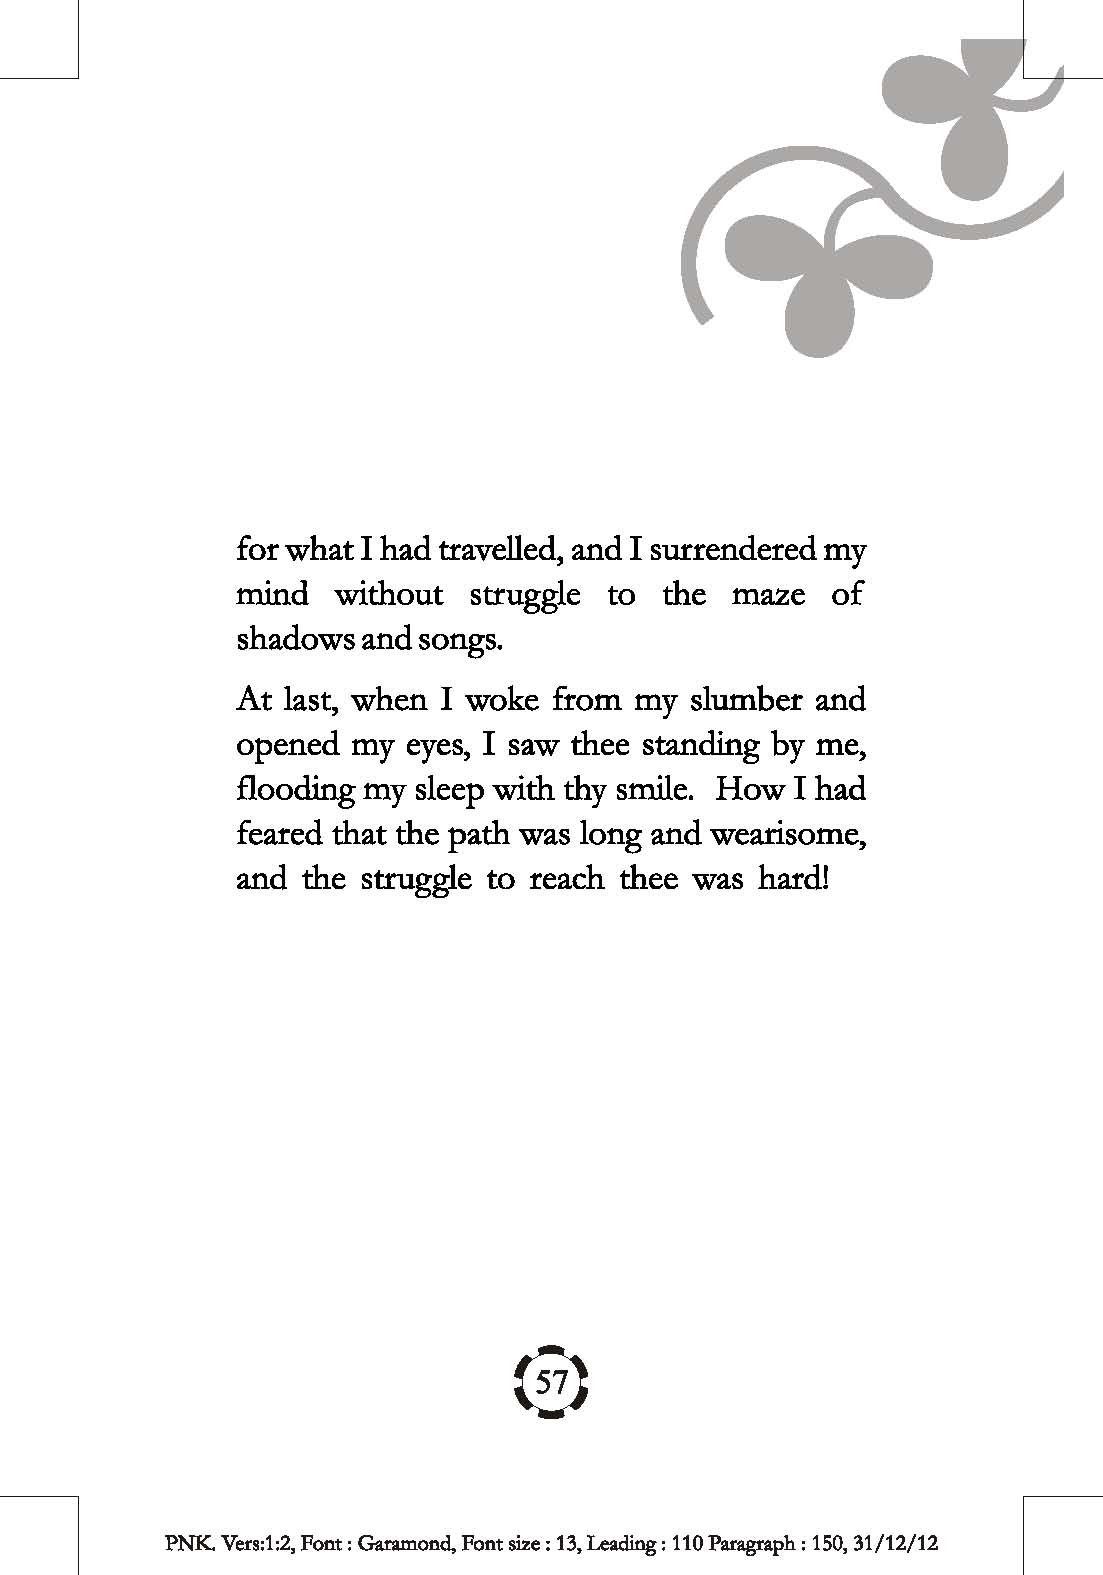 for what I had travelled, and I surrendered my
mind without struggle to the maze of
shadows and songs.
At last, when I woke from my slumber and
opened my eyes, I saw thee standing by me,
flooding my sleep with thy smile. How I had
feared that the path was long and wearisome,
and the struggle to reach thee was hard!
57
PNK. Vers:1:2, Font : Garamond, Font size : 13, Leading : 110 Paragraph : 150, 31/12/12